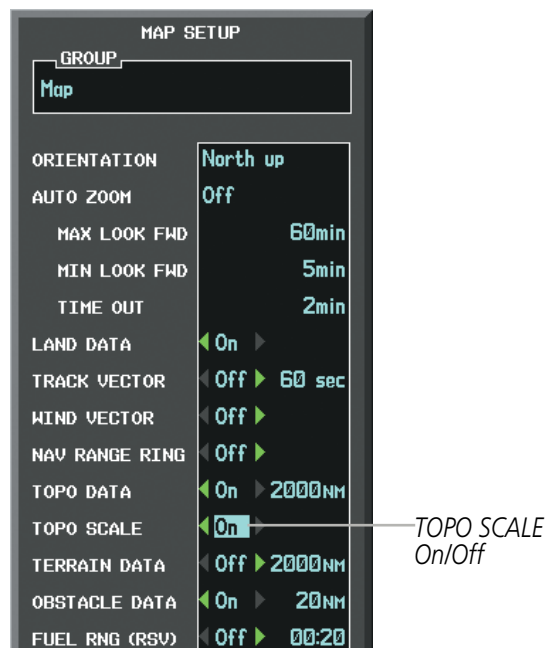 MAP SETUP
GROUP
Map
ORIENTATION North up
AUTO ZOOM Off
MAX LOOK FWD 60min
MIN LOOK FWD 5min
TIME OUT 2min
LAND DATA On
TRACK VECTOR Off 60 sec
WIND VECTOR Off
NAV RANGE RING Off
TOPO DATA On 2000NM
TOPO SCALE On
TOPO SCALE
On/Off
TERRAIN DATA Off 2000NM
OBSTACLE DATA On 20NM
FUEL RNG (RSV) Off 00:20